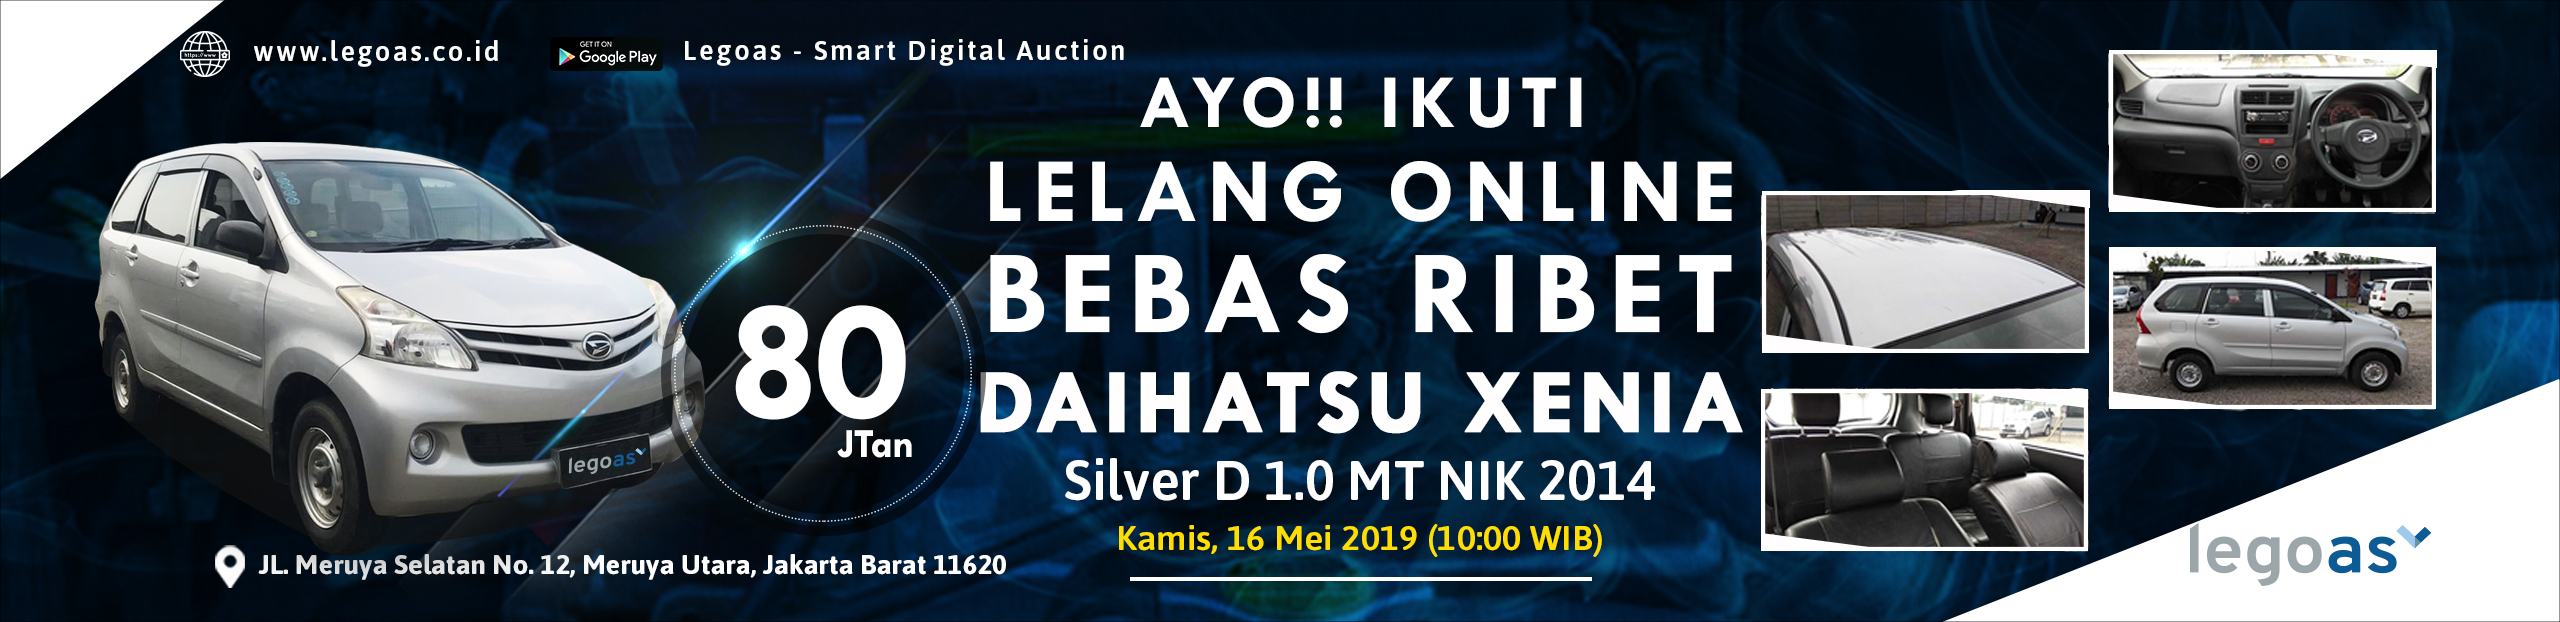 www.legoas.co.id
GET IT ON
Google Play
Legoas - Smart Digital Auction
AYO!! IKUTI
LELANG ONLINE
BEBAS RIBET
DAIHATSU XENIA
Silver D 1.0 MT NIK 2014
Kamis, 16 Mei 2019 (10:00 WIB)
80
JTan
legoas
JL. Meruya Selatan No. 12, Meruya Utara, Jakarta Barat 11620
legoas